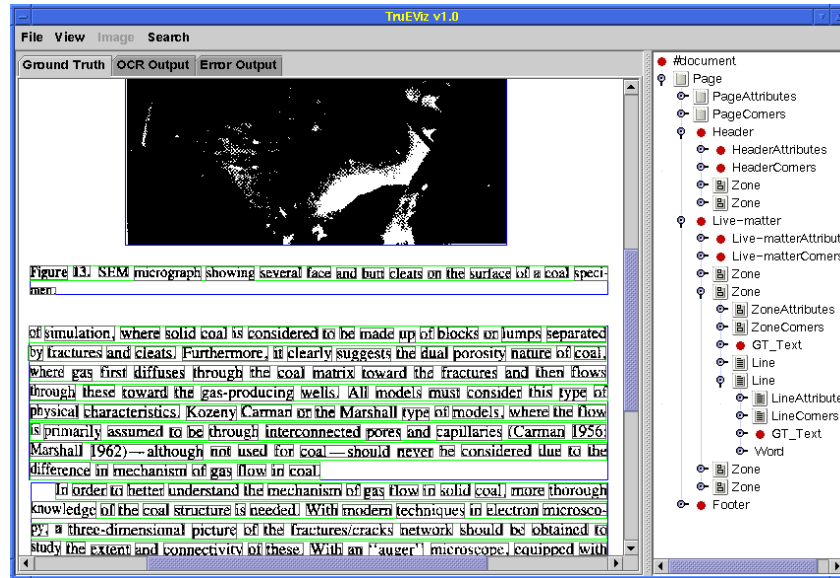 TruEViz v1.0
File View Image Search
Ground Truth OCR Output Error Output
Figure 13. SEM micrograph showing several face and butt cleats on the surface of a coal speci-
men.
of simulation, where solid coal is considered to be made up of blocks or lumps separated
by fractures and cleats. Furthermore, it clearly suggests the dual porosity nature of coal,
where gas first diffuses through the coal matrix toward the fractures and then flows
through these toward the gas-producing wells. All models must consider this type of
physical characteristics. Kozeny Carman or the Marshall type of models, where the flow
is primarily assumed to be through interconnected pores and capillaries (Carman 1956;
Marshall 1962)—although not used for coal—should never be considered due to the
difference in mechanism of gas flow in coal.
In order to better understand the mechanism of gas flow in solid coal, more thorough
knowledge of the coal structure is needed. With modern techniques in electron microsco-
py, a three-dimensional picture of the fractures/cracks network should be obtained to
study the extent and connectivity of these. With an "auger" microscope, equipped with
#document
Page
PageAttributes
PageCorners
Header
HeaderAttributes
HeaderCorners
Zone
Zone
Live-matter
Live-matterAttribut
Live-matterCorners
Zone
Zone
ZoneAttributes
ZoneCorners
GT_Text
Line
Line
LineAttribute
LineCorners
GT_Text
Word
Zone
Zone
Footer